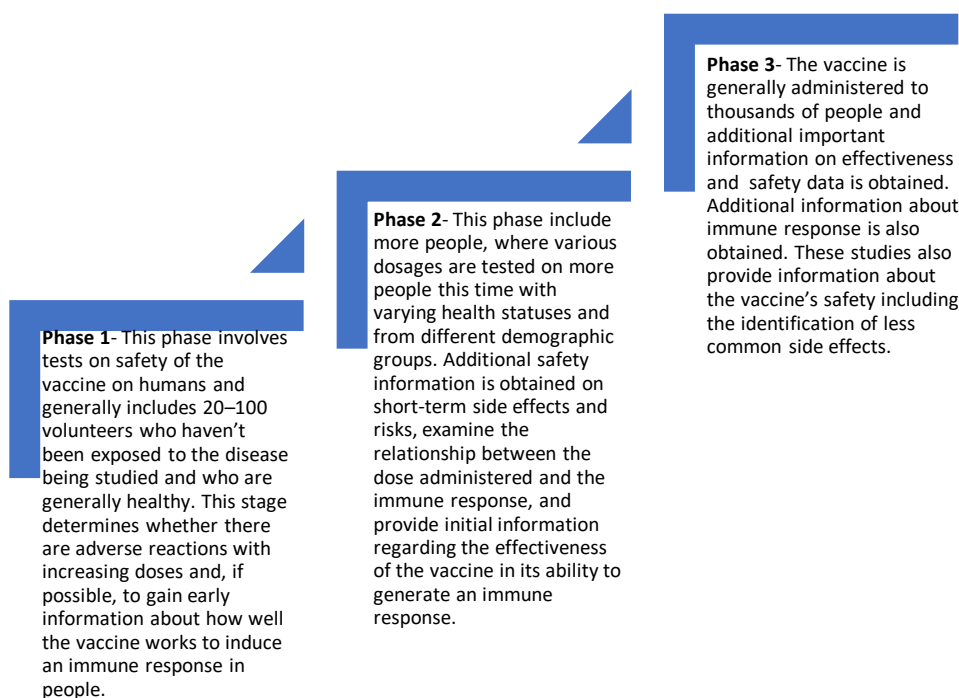 Phase 1- This phase involves
tests on safety of the
vaccine on humans and
generally includes 20–100
volunteers who haven't
been exposed to the disease
being studied and who are
generally healthy. This stage
determines whether there
are adverse reactions with
increasing doses and, if
possible, to gain early
information about how well
the vaccine works to induce
an immune response in
people.
Phase 2- This phase include
more people, where various
dosages are tested on more
people this time with
varying health statuses and
from different demographic
groups. Additional safety
information is obtained on
short-term side effects and
risks, examine the
relationship between the
dose administered and the
immune response, and
provide initial information
regarding the effectiveness
of the vaccine in its ability to
generate an immune
response.
Phase 3- The vaccine is
generally administered to
thousands of people and
additional important
information on effectiveness
and  safety data is obtained.
Additional information about
immune response is also
obtained. These studies also
provide information about
the vaccine's safety including
the identification of less
common side effects.